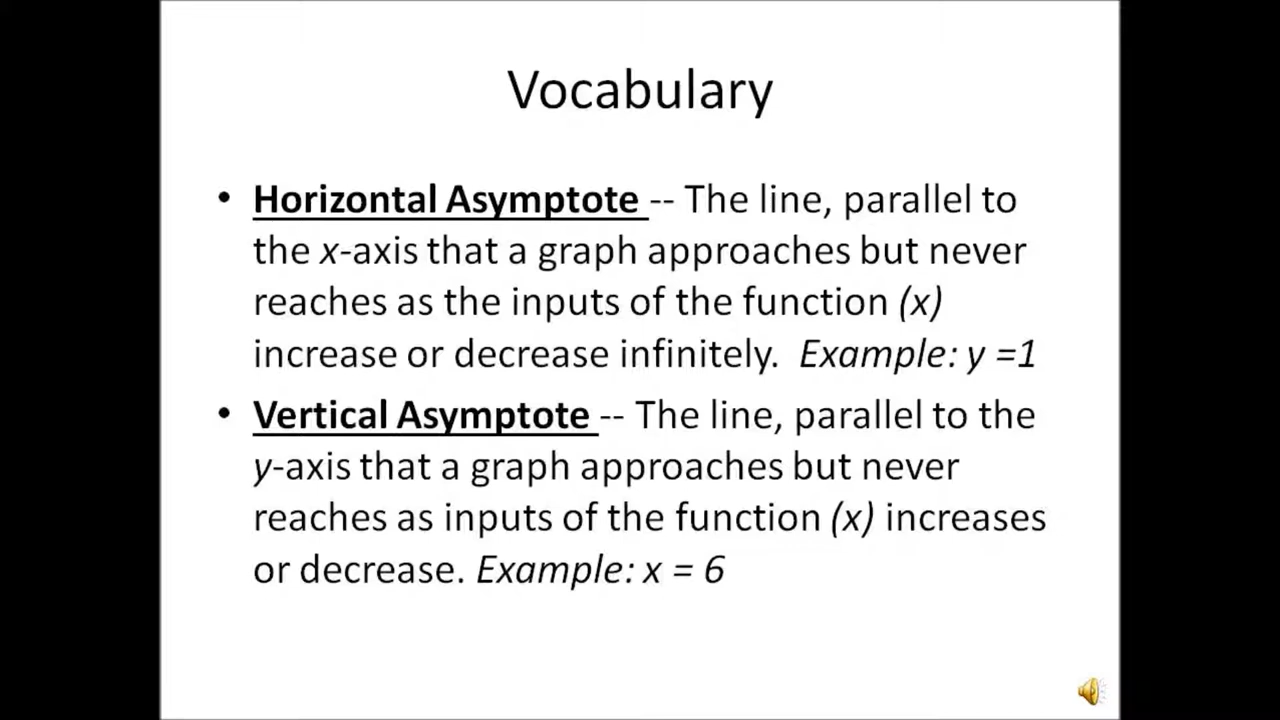 Vocabulary
• Horizontal Asymptote -- The line, parallel to
the x-axis that a graph approaches but never
reaches as the inputs of the function (x)
increase or decrease infinitely. Example: y =1
• Vertical Asymptote -- The line, parallel to the
y-axis that a graph approaches but never
reaches as inputs of the function (x) increases
or decrease. Example: x = 6